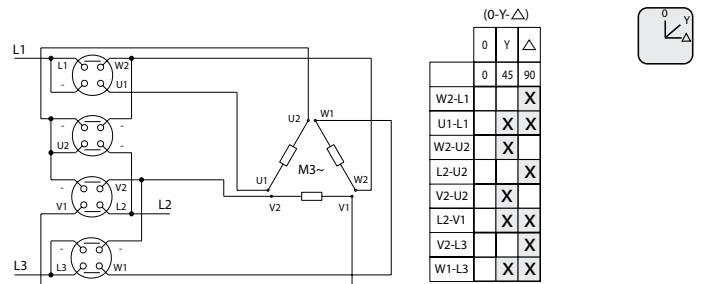 L1
L1 W2
- U1
- -
U2 -
- V2
V1 L2
L2
- -
L3 W1
L3
U2 W1
M3~
U1 W2
V2 V1
(0-Y-△)
0 Y △
0 45 90
W2-L1 X
U1-L1 X X
W2-U2 X
L2-U2 X
V2-U2 X
L2-V1 X X
V2-L3 X
W1-L3 X X
0 Y
△